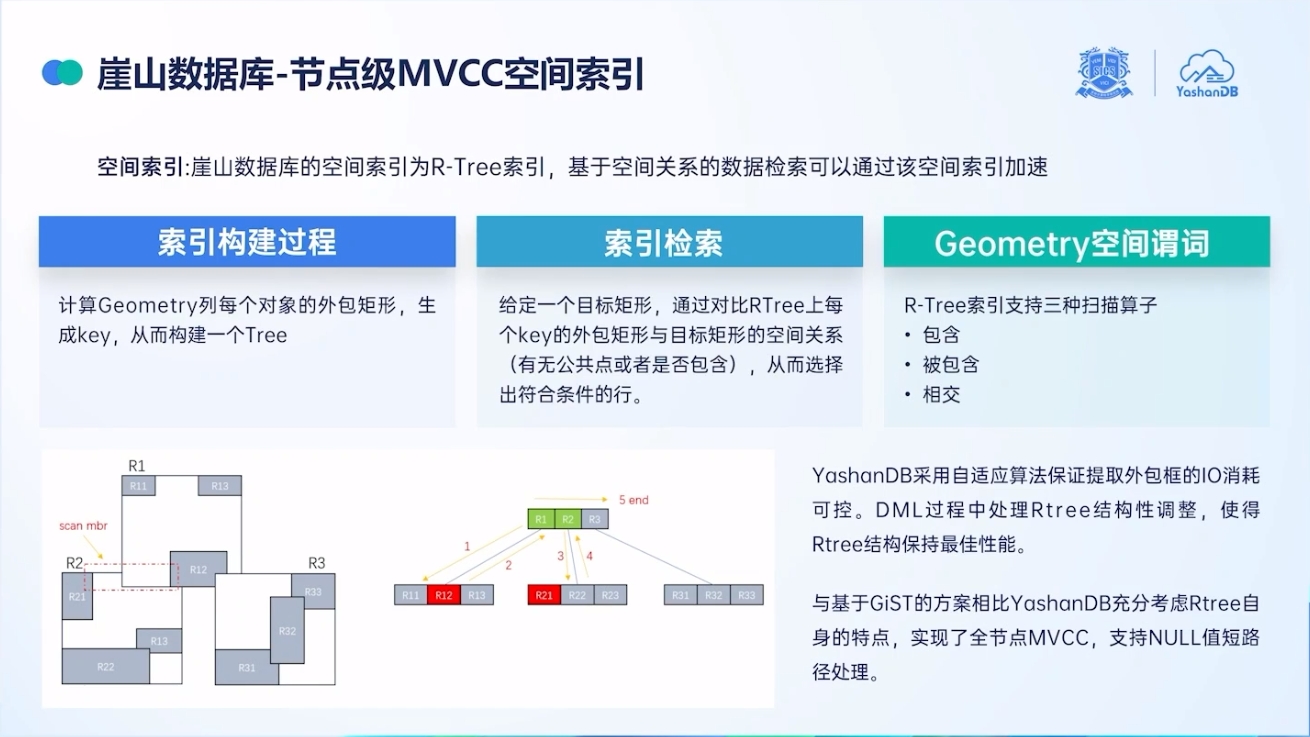 崖山数据库-节点级MVCC空间索引
SICS
YashanDB
空间索引:崖山数据库的空间索引为R-Tree索引，基于空间关系的数据检索可以通过该空间索引加速
索引构建过程
计算Geometry列每个对象的外包矩形，生
成key，从而构建一个Tree
索引检索
给定一个目标矩形，通过对比RTree上每
个key的外包矩形与目标矩形的空间关系
（有无公共点或者是否包含），从而选择
出符合条件的行。
Geometry空间谓词
R-Tree索引支持三种扫描算子
• 包含
• 被包含
• 相交
R1
R11 R13
scan mbr
R2
R12
R3
R21
R33
R32
R13
R22
R31
5 end
R1 R2 R3
1
2
3
4
R11 R12 R13
R21 R22 R23
R31 R32 R33
YashanDB采用自适应算法保证提取外包框的IO消耗
可控。DML过程中处理Rtree结构性调整，使得
Rtree结构保持最佳性能。
与基于GiST的方案相比YashanDB充分考虑Rtree自
身的特点，实现了全节点MVCC，支持NULL值短路
径处理。